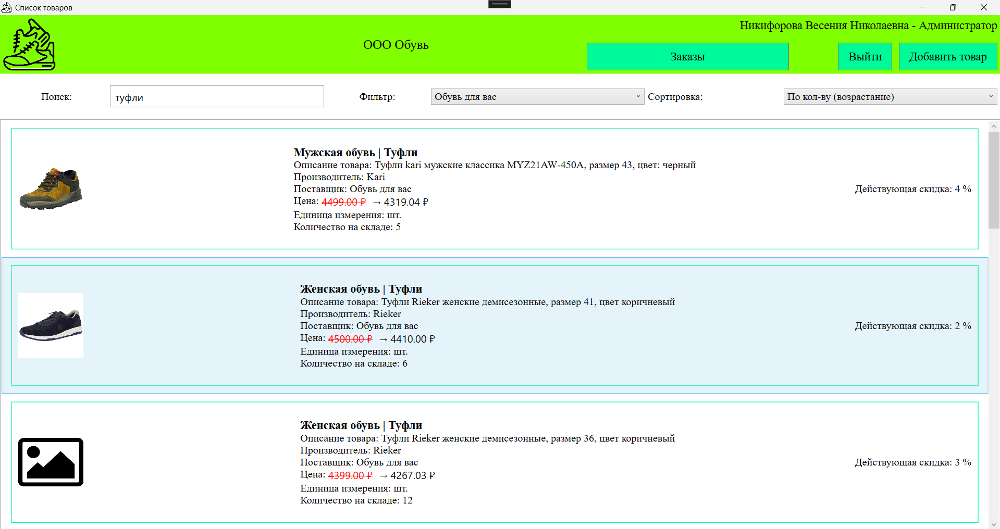 Список товаров
Никифорова Весения Николаевна - Администратор
ООО Обувь
Заказы
Выйти
Добавить товар
Поиск:
туфли
Фильтр:
Обувь для вас
Сортировка:
По кол-ву (возрастание)
Мужская обувь | Туфли
Описание товара: Туфли kari мужские классика MYZ21AW-450A, размер 43, цвет: черный
Производитель: Kari
Поставщик: Обувь для вас
Цена: 4499.00 ₽ → 4319.04 ₽
Единица измерения: шт.
Количество на складе: 5
Действующая скидка: 4 %
Женская обувь | Туфли
Описание товара: Туфли Rieker женские демисезонные, размер 41, цвет коричневый
Производитель: Rieker
Поставщик: Обувь для вас
Цена: 4500.00 ₽ → 4410.00 ₽
Единица измерения: шт.
Количество на складе: 6
Действующая скидка: 2 %
Женская обувь | Туфли
Описание товара: Туфли Rieker женские демисезонные, размер 36, цвет коричневый
Производитель: Rieker
Поставщик: Обувь для вас
Цена: 4399.00 ₽ → 4267.03 ₽
Единица измерения: шт.
Количество на складе: 12
Действующая скидка: 3 %